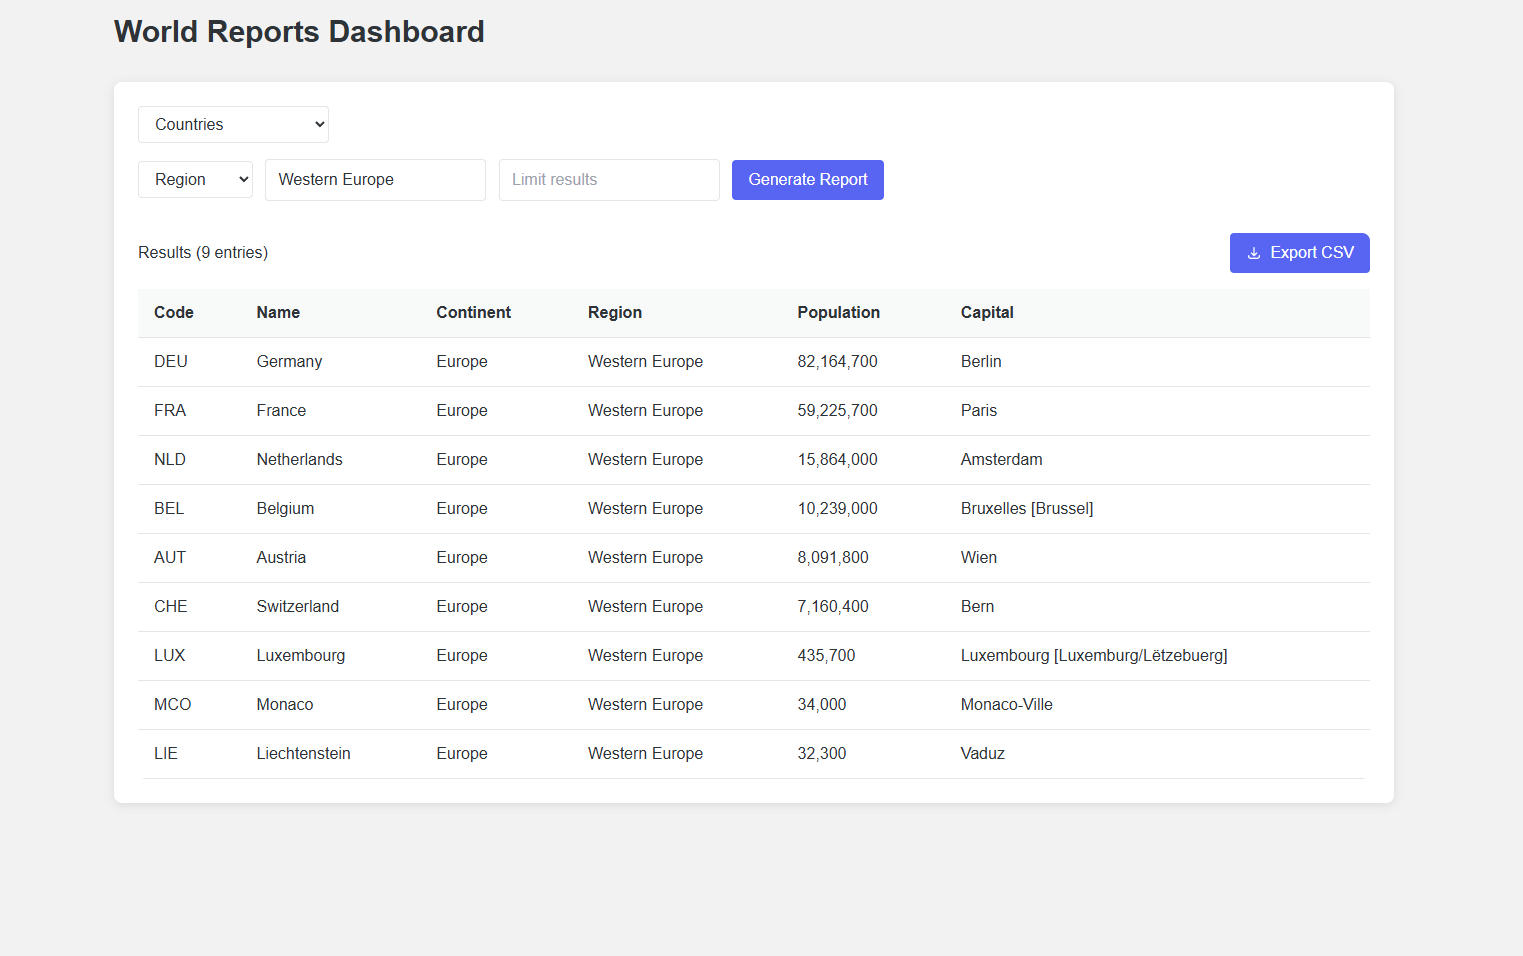 World Reports Dashboard
Countries
Region Western Europe Limit results Generate Report
Results (9 entries) Export CSV
Code Name Continent Region Population Capital
DEU Germany Europe Western Europe 82,164,700 Berlin
FRA France Europe Western Europe 59,225,700 Paris
NLD Netherlands Europe Western Europe 15,864,000 Amsterdam
BEL Belgium Europe Western Europe 10,239,000 Bruxelles [Brussel]
AUT Austria Europe Western Europe 8,091,800 Wien
CHE Switzerland Europe Western Europe 7,160,400 Bern
LUX Luxembourg Europe Western Europe 435,700 Luxembourg [Luxemburg/Lëtzebuerg]
MCO Monaco Europe Western Europe 34,000 Monaco-Ville
LIE Liechtenstein Europe Western Europe 32,300 Vaduz